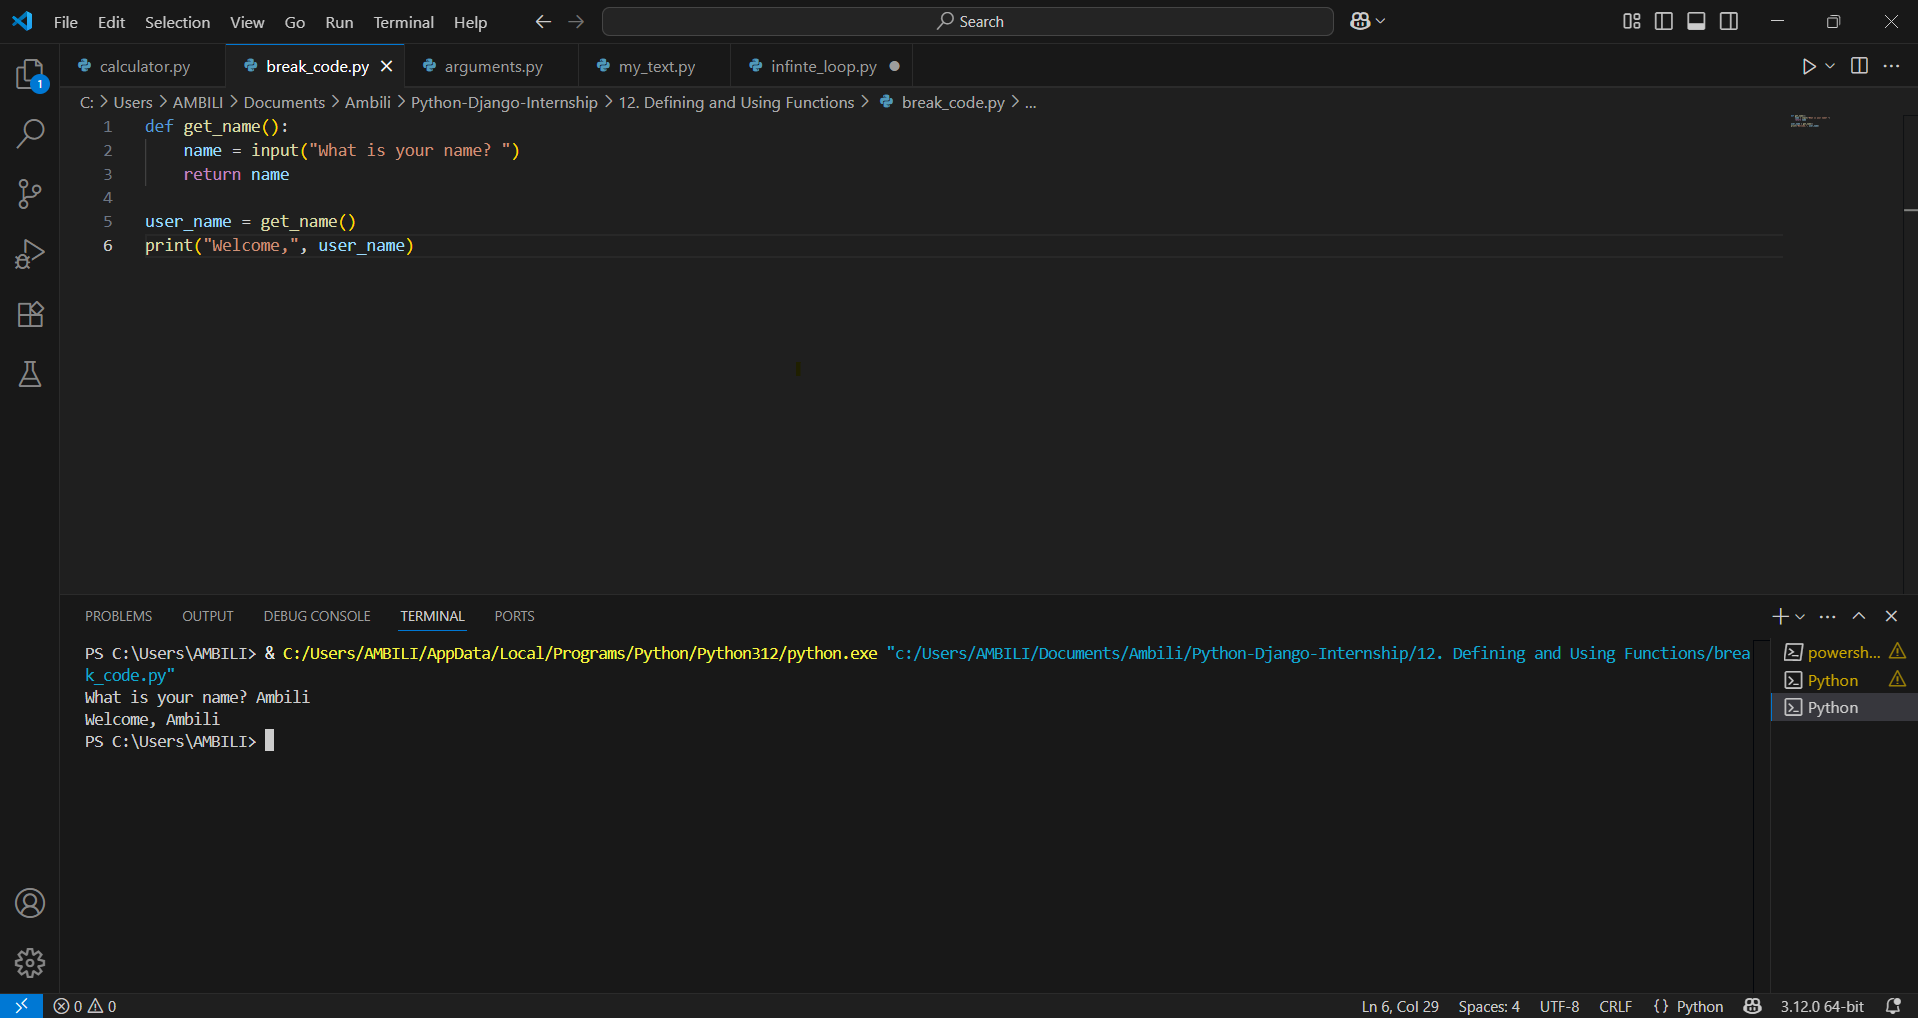 File Edit Selection View Go Run Terminal Help Search
1 calculator.py break_code.py arguments.py my_text.py infinte_loop.py
C: > Users > AMBILI > Documents > Ambili > Python-Django-Internship > 12. Defining and Using Functions > break_code.py > ...
1 def get_name():
2     name = input("What is your name? ")
3     return name
4
5 user_name = get_name()
6 print("Welcome,", user_name)
PROBLEMS OUTPUT DEBUG CONSOLE TERMINAL PORTS
PS C:\Users\AMBILI> & C:/Users/AMBILI/AppData/Local/Programs/Python/Python312/python.exe "c:/Users/AMBILI/Documents/Ambili/Python-Django-Internship/12. Defining and Using Functions/brea
k_code.py"
What is your name? Ambili
Welcome, Ambili
PS C:\Users\AMBILI>
powersh...
Python
Python
0 0 Ln 6, Col 29 Spaces: 4 UTF-8 CRLF {} Python 3.12.0 64-bit